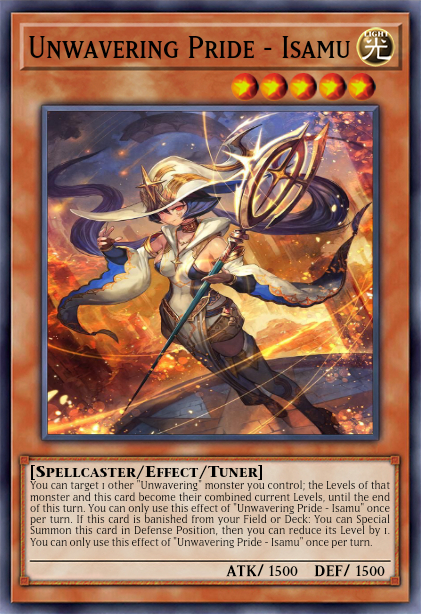 Unwavering Pride - Isamu
LIGHT
光
[Spellcaster/Effect/Tuner]
You can target 1 other "Unwavering" monster you control; the Levels of that
monster and this card become their combined current Levels, until the end
of this turn. You can only use this effect of "Unwavering Pride - Isamu" once
per turn. If this card is banished from your Field or Deck: You can Special
Summon this card in Defense Position, then you can reduce its Level by 1.
You can only use this effect of "Unwavering Pride - Isamu" once per turn.
ATK/ 1500 DEF/ 1500